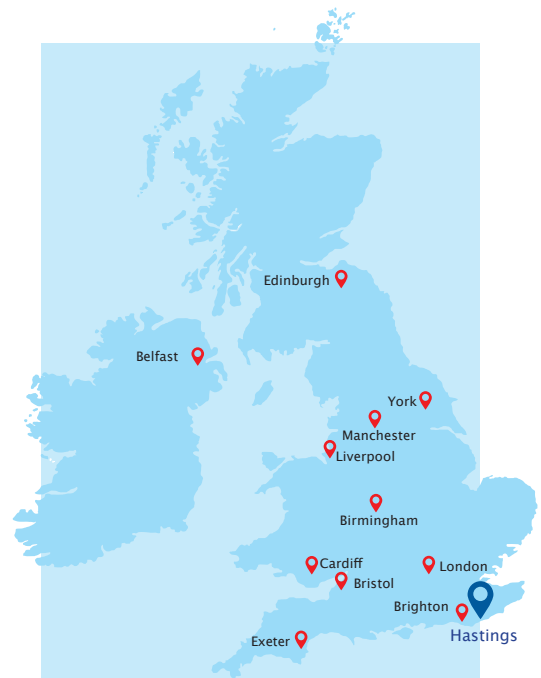 Edinburgh
Belfast
York
Manchester
Liverpool
Birmingham
Cardiff
London
Bristol
Brighton
Hastings
Exeter